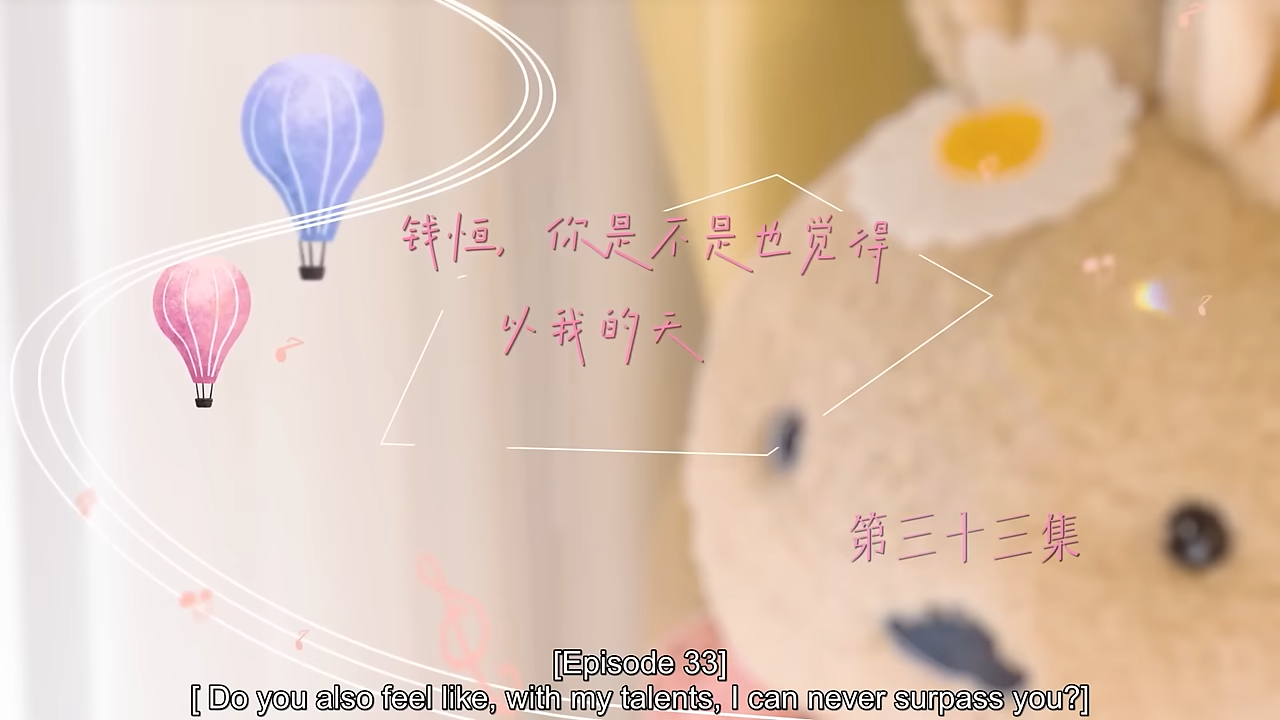 钱恒，你是不是也觉得
以我的天
第三十三集
[Episode 33]
[ Do you also feel like, with my talents, I can never surpass you?]